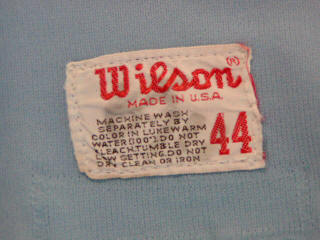 Wilson (R)
MADE IN U.S.A.
MACHINE WASH
SEPARATELY BY
COLOR IN LUKEWARM
WATER (100°). DO NOT
BLEACH. TUMBLE DRY
LOW SETTING. DO NOT
DRY CLEAN OR IRON
44